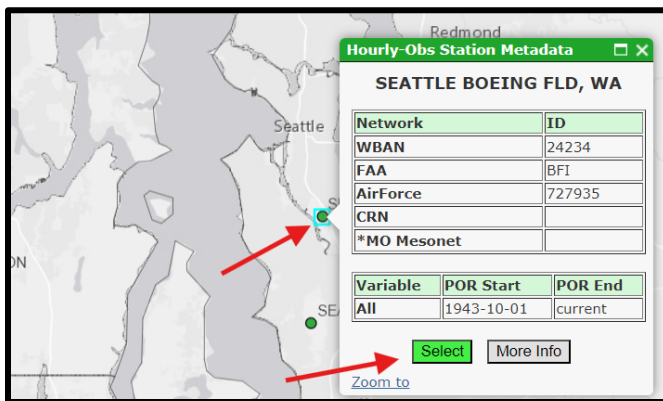 Redmond
Hourly-Obs Station Metadata
SEATTLE BOEING FLD, WA
Seattle
Network ID
WBAN 24234
FAA BFI
AirForce 727935
CRN
*MO Mesonet
Variable POR Start POR End
All 1943-10-01 current
Select More Info
Zoom to